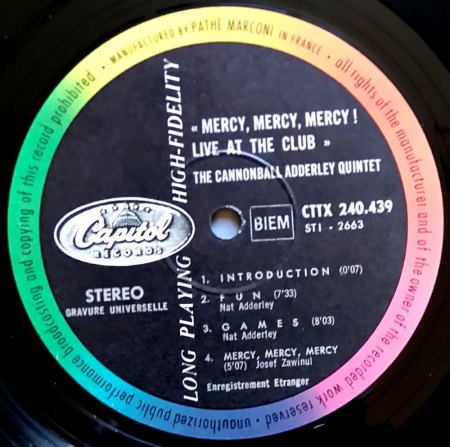 MANUFACTURED BY PATHÉ MARCONI IN FRANCE
all rights of the manufacturer and of the owner of the recorded work reserved • unauthorized public performance broadcasting and copying of this record prohibited
LONG PLAYING HIGH-FIDELITY
« MERCY, MERCY, MERCY !
LIVE AT THE CLUB »
THE CANNONBALL ADDERLEY QUINTET
BIEM
CTTX 240.439
STI - 2663
Capitol
RECORDS
STEREO
GRAVURE UNIVERSELLE
1. INTRODUCTION (0'07)
2. FUN (7'33)
Nat Adderley
3. GAMES (8'03)
Nat Adderley
4. MERCY, MERCY, MERCY
(5'07) Josef Zawinul
Enregistrement Etranger